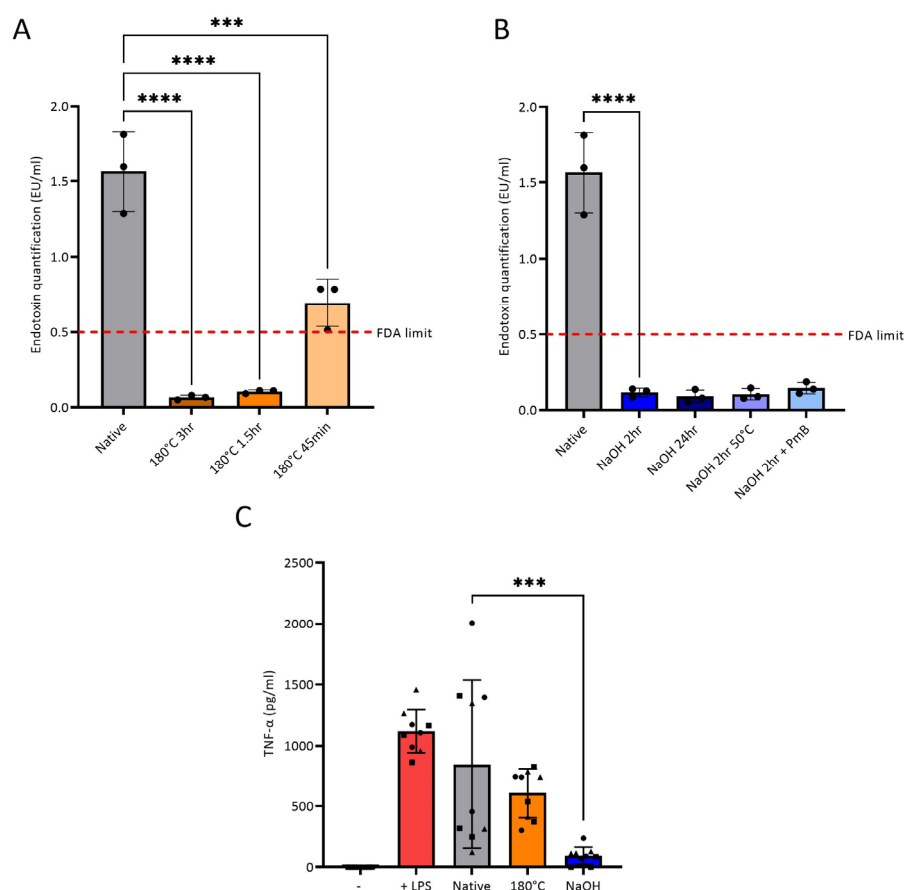 A
***
****
****
Endotoxin quantification (EU/ml)
2.0
1.5
1.0
0.5
0.0
FDA limit
Native
180°C 3hr
180°C 1.5hr
180°C 45min
B
****
Endotoxin quantification (EU/ml)
2.0
1.5
1.0
0.5
0.0
FDA limit
Native
NaOH 2hr
NaOH 24hr
NaOH 2hr 50°C
NaOH 2hr + PmB
C
***
TNF-α (pg/ml)
2500
2000
1500
1000
500
0
-
+ LPS
Native
180°C
NaOH